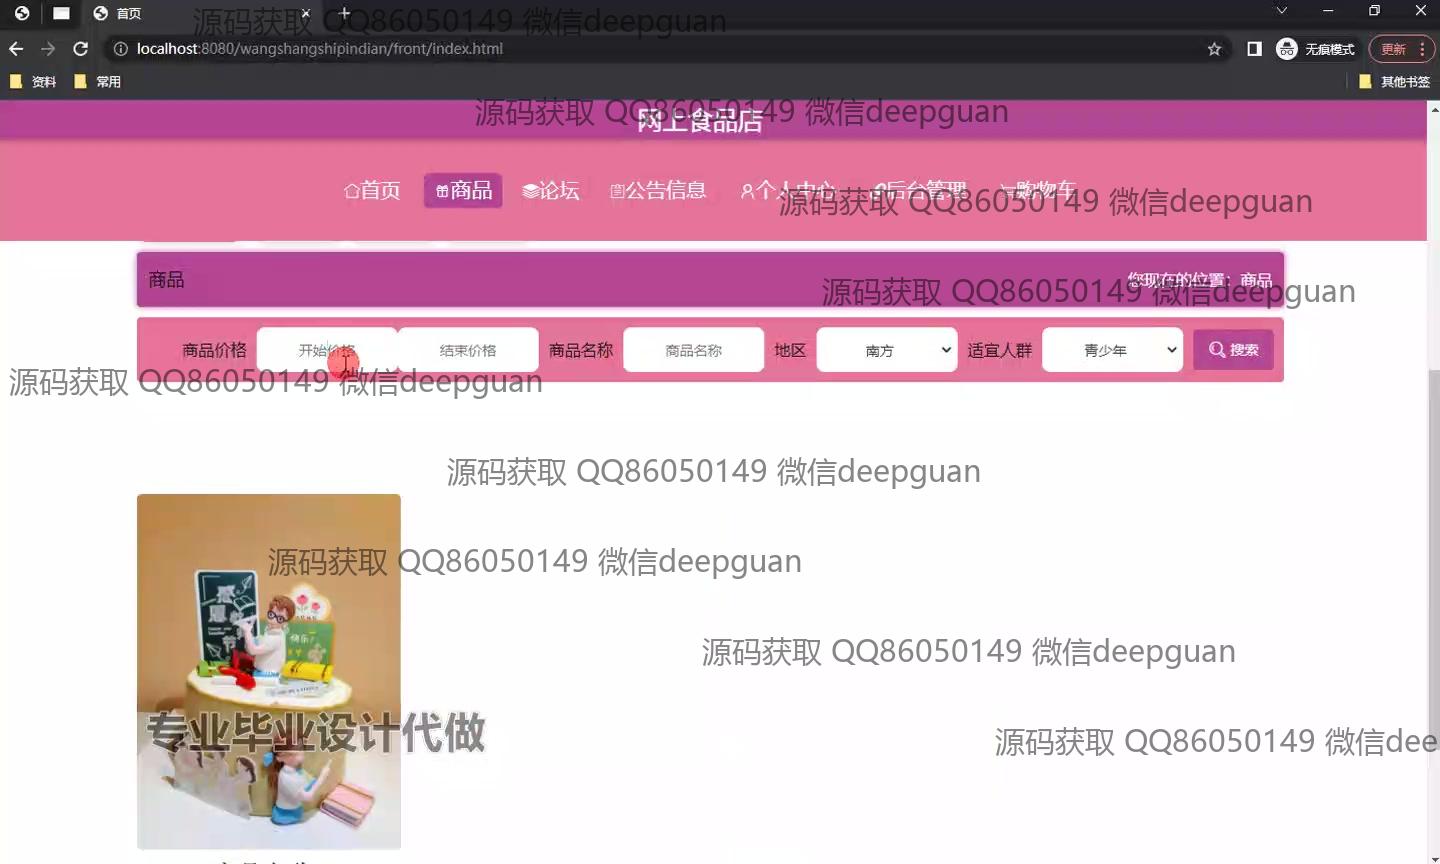 首页
localhost:8080/wangshangshipindian/front/index.html
无痕模式
更新
资料
常用
其他书签
源码获取 QQ86050149 微信deepguan
源码获取 QQ86050149 微信deepguan
网上食品店
首页
商品
论坛
公告信息
个人中心
后台管理
购物车
源码获取 QQ86050149 微信deepguan
商品
您现在的位置：商品
源码获取 QQ86050149 微信deepguan
商品价格
开始价格
结束价格
商品名称
商品名称
地区
南方
适宜人群
青少年
搜索
源码获取 QQ86050149 微信deepguan
源码获取 QQ86050149 微信deepguan
源码获取 QQ86050149 微信deepguan
源码获取 QQ86050149 微信deepguan
专业毕业设计代做
源码获取 QQ86050149 微信dee